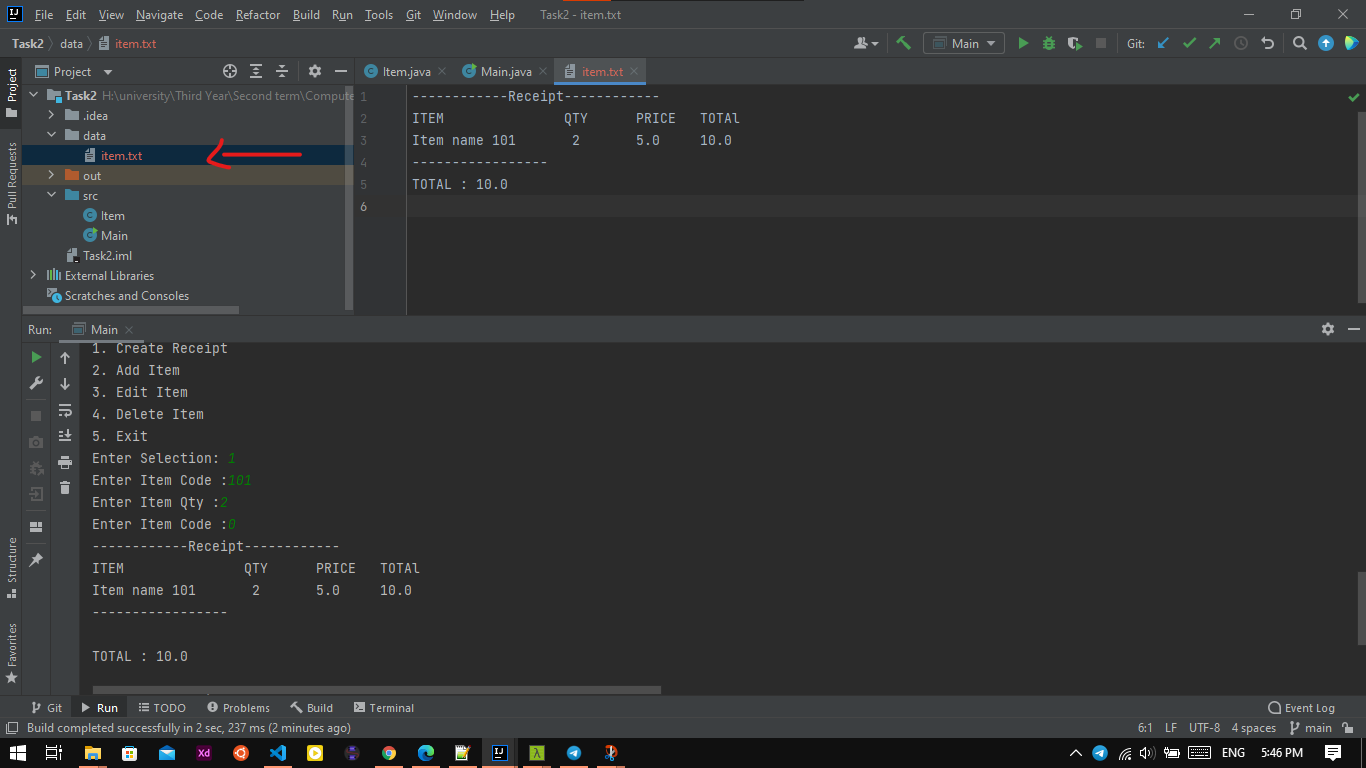 File Edit View Navigate Code Refactor Build Run Tools Git Window Help Task2 - item.txt
Task2 data item.txt Main Git:
Project
Item.java Main.java item.txt
Project
Pull Requests
Structure
Favorites
Task2 H:\university\Third Year\Second term\Compute
.idea
data
item.txt
out
src
Item
Main
Task2.iml
External Libraries
Scratches and Consoles
1 ------------Receipt------------
2 ITEM QTY PRICE TOTAl
3 Item name 101 2 5.0 10.0
4 -----------------
5 TOTAL : 10.0
6
Run: Main
1. Create Receipt
2. Add Item
3. Edit Item
4. Delete Item
5. Exit
Enter Selection: 1
Enter Item Code :101
Enter Item Qty :2
Enter Item Code :0
------------Receipt------------
ITEM QTY PRICE TOTAl
Item name 101 2 5.0 10.0
-----------------
TOTAL : 10.0
Git Run TODO Problems Build Terminal Event Log
Build completed successfully in 2 sec, 237 ms (2 minutes ago) 6:1 LF UTF-8 4 spaces main
ENG 5:46 PM